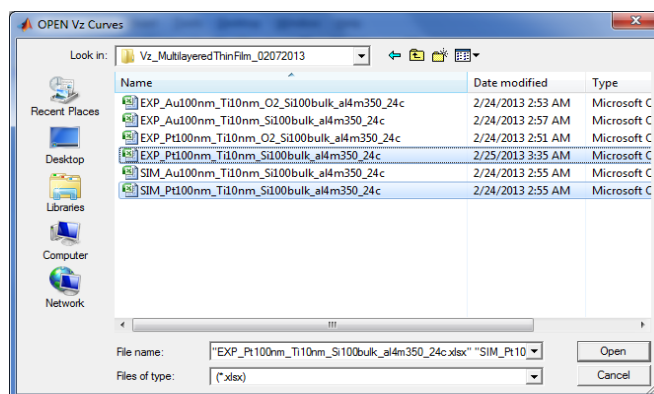 OPEN Vz Curves
Look in: Vz_MultilayeredThinFilm_02072013
Name Date modified Type
EXP_Au100nm_Ti10nm_O2_Si100bulk_al4m350_24c 2/24/2013 2:53 AM Microsoft C
EXP_Au100nm_Ti10nm_Si100bulk_al4m350_24c 2/24/2013 2:57 AM Microsoft C
EXP_Pt100nm_Ti10nm_O2_Si100bulk_al4m350_24c 2/24/2013 2:51 AM Microsoft C
EXP_Pt100nm_Ti10nm_Si100bulk_al4m350_24c 2/25/2013 3:35 AM Microsoft C
SIM_Au100nm_Ti10nm_Si100bulk_al4m350_24c 2/24/2013 2:55 AM Microsoft C
SIM_Pt100nm_Ti10nm_Si100bulk_al4m350_24c 2/24/2013 2:55 AM Microsoft C
Recent Places
Desktop
Libraries
Computer
Network
File name: "EXP_Pt100nm_Ti10nm_Si100bulk_al4m350_24c.xlsx" "SIM_Pt10 Open
Files of type: (*.xlsx) Cancel